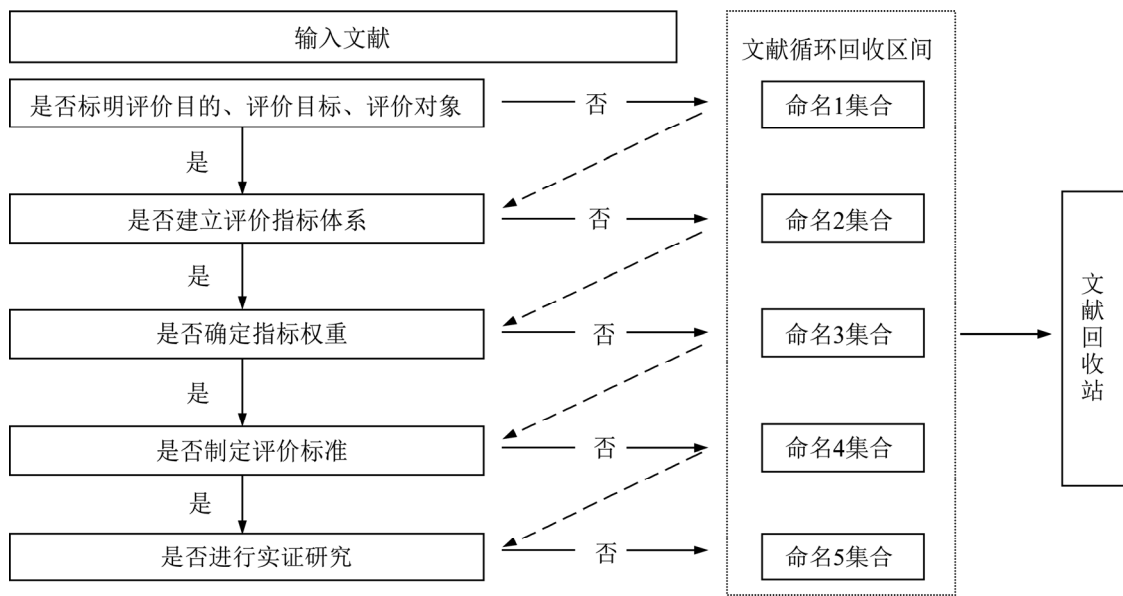 输入文献
文献循环回收区间
是否标明评价目的、评价目标、评价对象
否
命名1集合
是
是否建立评价指标体系
否
命名2集合
是
是否确定指标权重
否
命名3集合
文献回收站
是
是否制定评价标准
否
命名4集合
是
是否进行实证研究
否
命名5集合